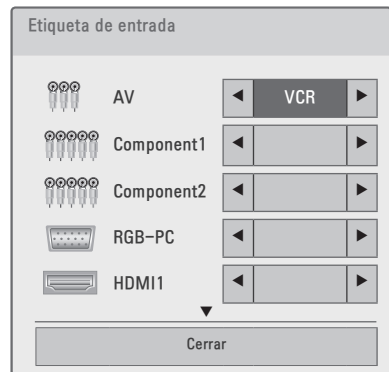 Etiqueta de entrada
AV
VCR
Component1
Component2
RGB-PC
HDMI1
Cerrar